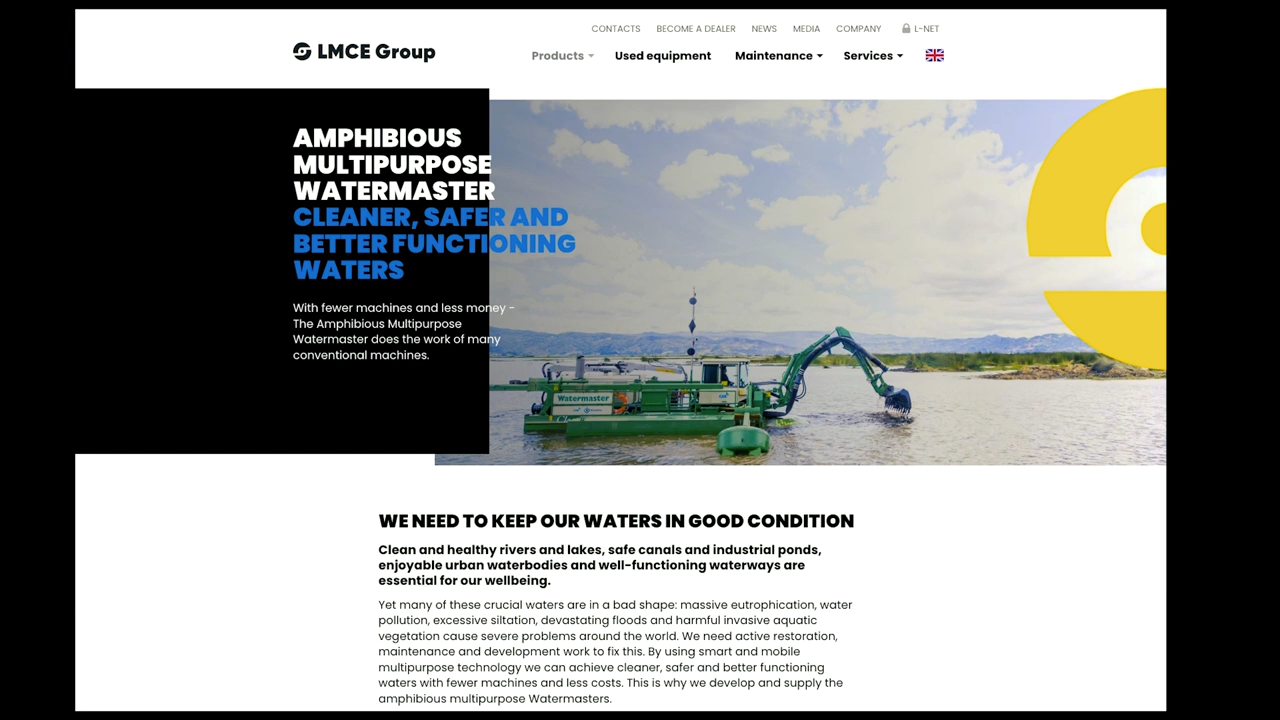 CONTACTS BECOME A DEALER NEWS MEDIA COMPANY L-NET
LMCE Group
Products Used equipment Maintenance Services
AMPHIBIOUS
MULTIPURPOSE
WATERMASTER
CLEANER, SAFER AND
BETTER FUNCTIONING
WATERS
With fewer machines and less money -
The Amphibious Multipurpose
Watermaster does the work of many
conventional machines.
Watermaster
WE NEED TO KEEP OUR WATERS IN GOOD CONDITION
Clean and healthy rivers and lakes, safe canals and industrial ponds,
enjoyable urban waterbodies and well-functioning waterways are
essential for our wellbeing.
Yet many of these crucial waters are in a bad shape: massive eutrophication, water
pollution, excessive siltation, devastating floods and harmful invasive aquatic
vegetation cause severe problems around the world. We need active restoration,
maintenance and development work to fix this. By using smart and mobile
multipurpose technology we can achieve cleaner, safer and better functioning
waters with fewer machines and less costs. This is why we develop and supply the
amphibious multipurpose Watermasters.